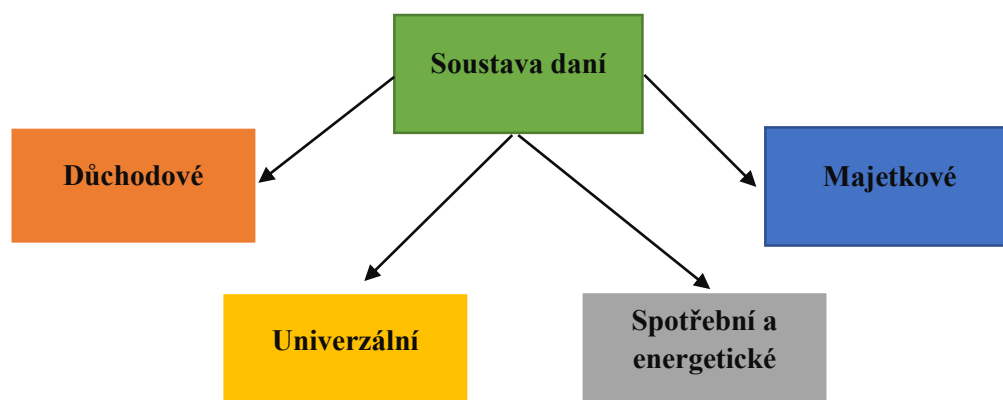 Soustava daní
Důchodové
Majetkové
Univerzální
Spotřební a
energetické